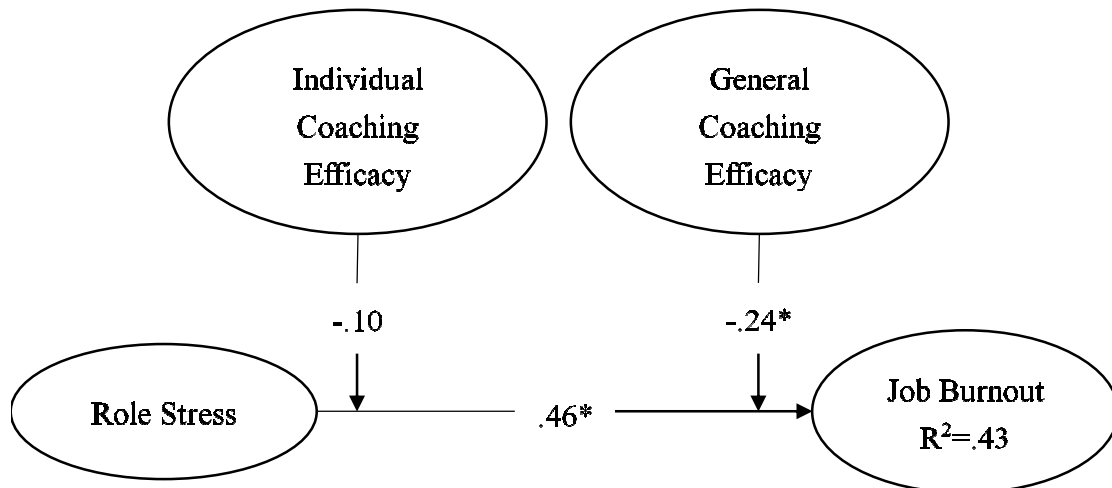 Individual
Coaching
Efficacy
General
Coaching
Efficacy
-.10
-.24*
Role Stress
.46*
Job Burnout
R²=.43